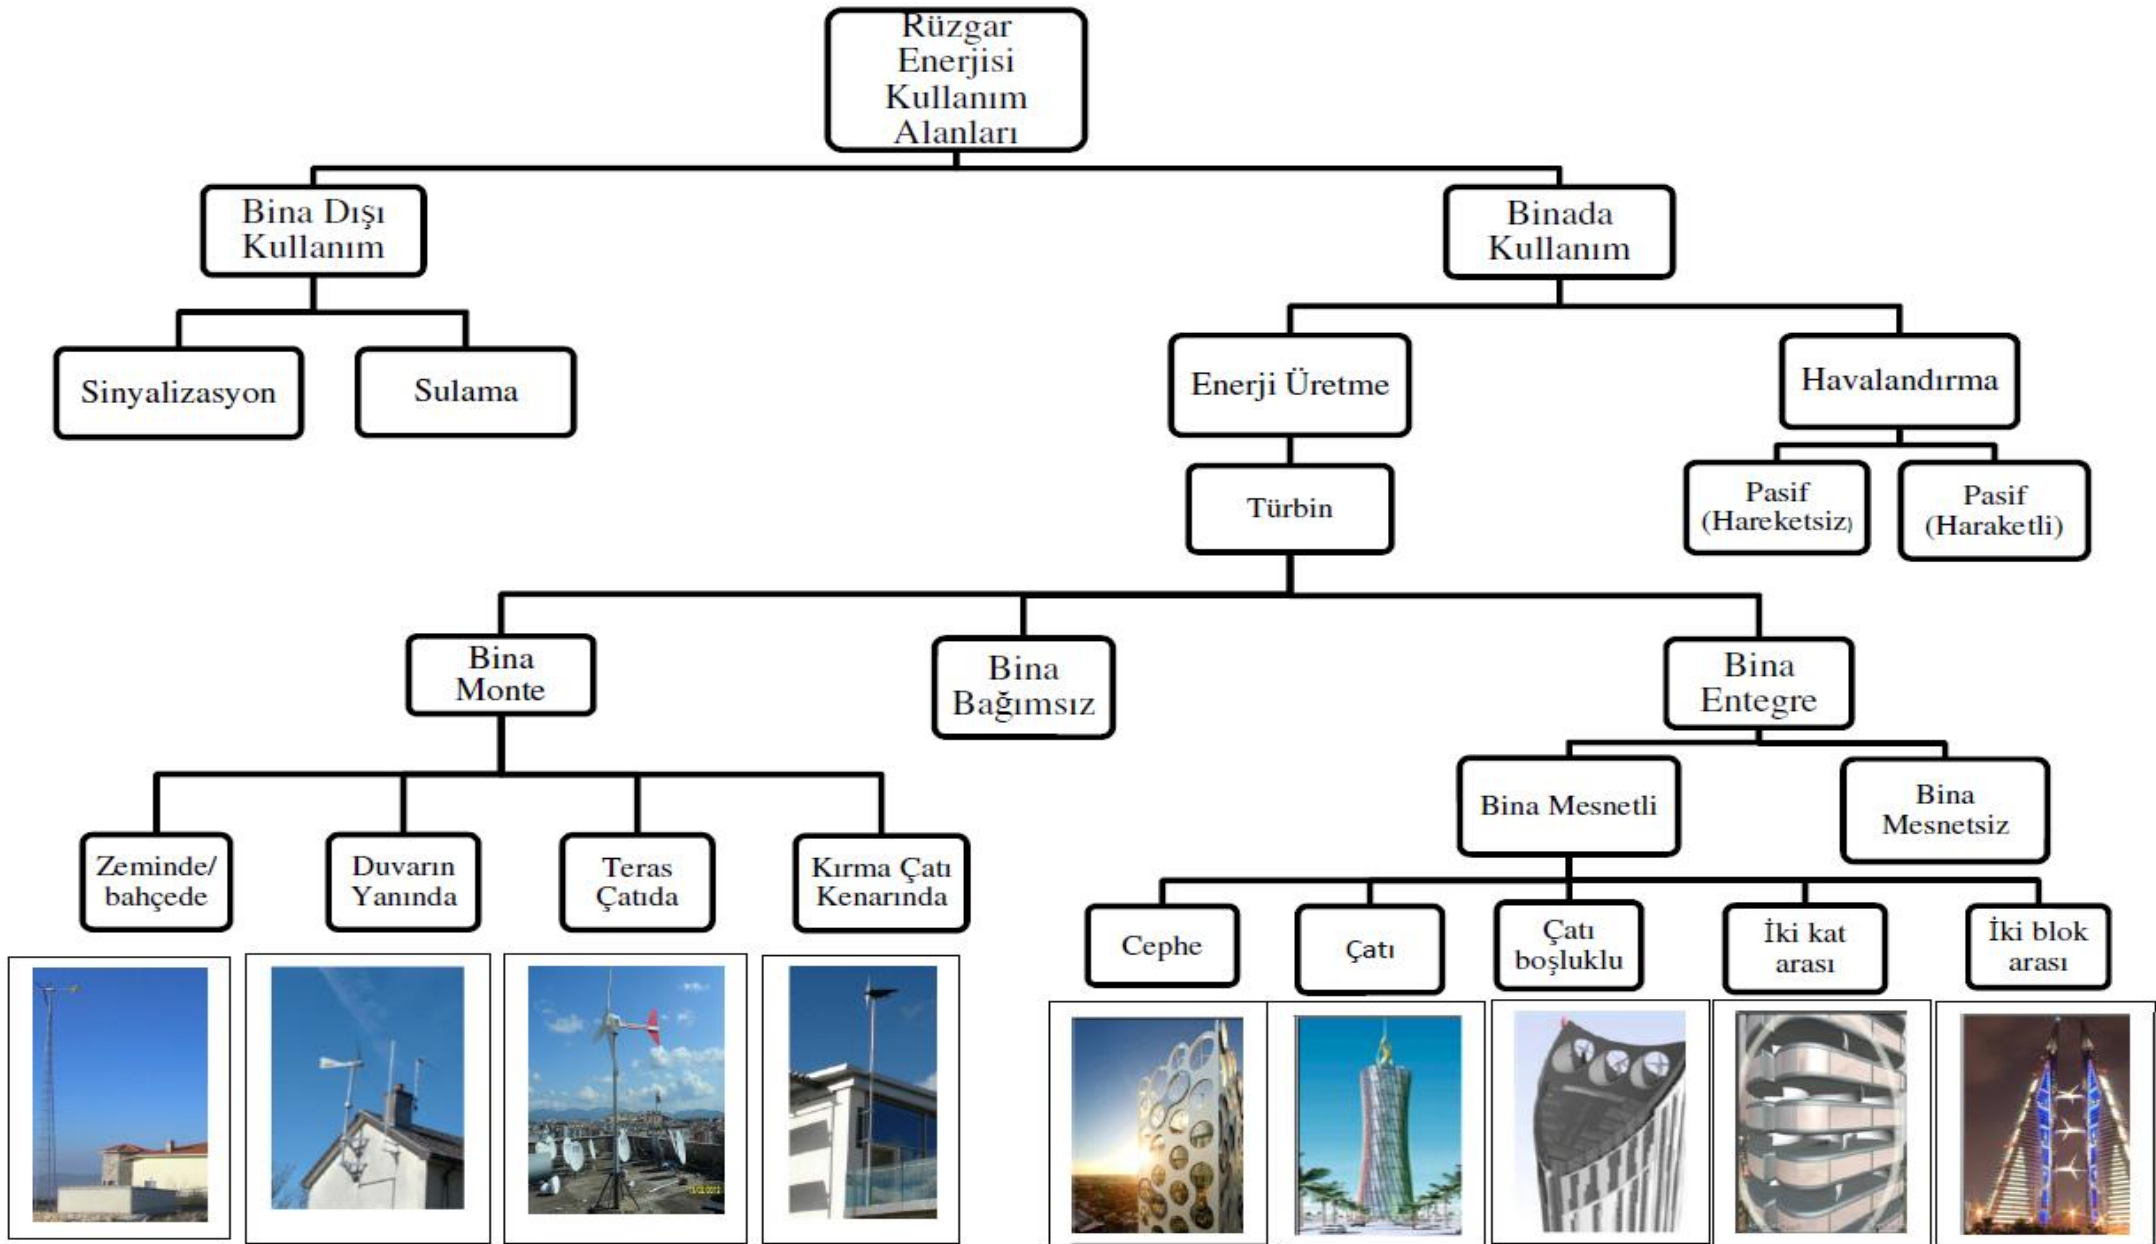 Rüzgar
Enerjisi
Kullanım
Alanları
Bina Dışı
Kullanım
Binada
Kullanım
Sinyalizasyon
Sulama
Enerji Üretme
Havalandırma
Türbin
Pasif
(Hareketsiz)
Pasif
(Haraketli)
Bina
Monte
Bina
Bağımsız
Bina
Entegre
Bina Mesnetli
Bina
Mesnetsiz
Zeminde/
bahçede
Duvarın
Yanında
Teras
Çatıda
Kırma Çatı
Kenarında
Cephe
Çatı
Çatı
boşluklu
İki kat
arası
İki blok
arası